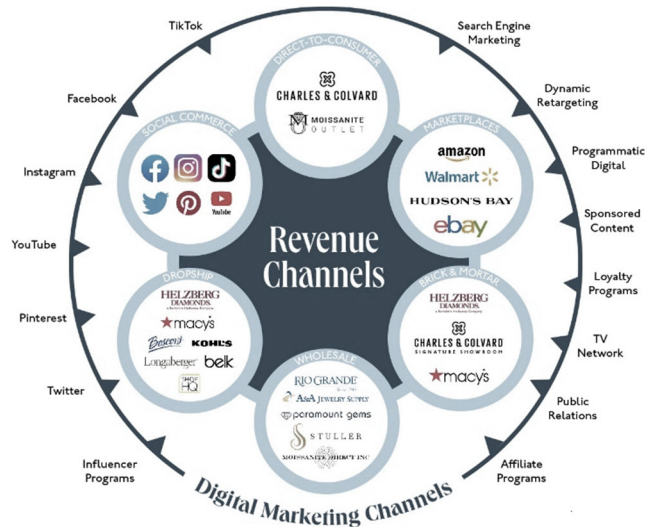 TikTok
Facebook
Instagram
YouTube
Pinterest
Twitter
Influencer
Programs
Search Engine
Marketing
Dynamic
Retargeting
Programmatic
Digital
Sponsored
Content
Loyalty
Programs
TV
Network
Public
Relations
Affiliate
Programs
Digital Marketing Channels
Revenue
Channels
DIRECT-TO-CONSUMER
CHARLES & COLVARD
MOISSANITE
OUTLET
MARKETPLACES
amazon
Walmart
HUDSON'S BAY
ebay
BRICK & MORTAR
HELZBERG
DIAMONDS.
CHARLES & COLVARD
SIGNATURE SHOWROOM
macy's
WHOLESALE
RIO GRANDE
A&A JEWELRY SUPPLY
paramount gems
STULLER
MOISSANITE DIRECT INC
DROPSHIP
HELZBERG
DIAMONDS.
macy's
Boscov's KOHL'S
Longaberger belk
SHOP
HQ
SOCIAL COMMERCE
YouTube